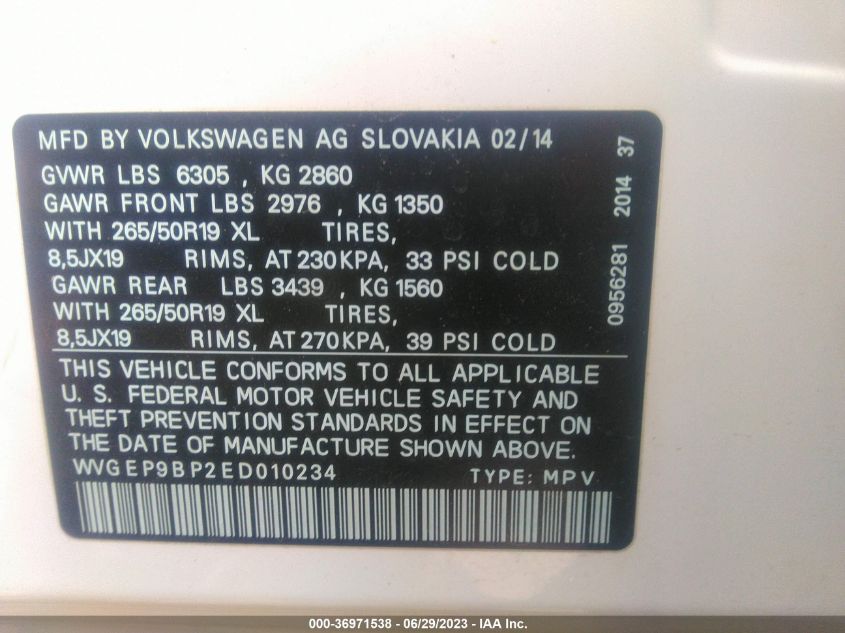 MFD BY VOLKSWAGEN AG SLOVAKIA 02/14
GVWR LBS 6305 , KG 2860
GAWR FRONT LBS 2976 , KG 1350
WITH 265/50R19 XL TIRES,
8,5JX19 RIMS, AT 230KPA, 33 PSI COLD
GAWR REAR LBS 3439 , KG 1560
WITH 265/50R19 XL TIRES,
8,5JX19 RIMS, AT 270KPA, 39 PSI COLD
0956281 2014 37
THIS VEHICLE CONFORMS TO ALL APPLICABLE
U. S. FEDERAL MOTOR VEHICLE SAFETY AND
THEFT PREVENTION STANDARDS IN EFFECT ON
THE DATE OF MANUFACTURE SHOWN ABOVE.
WVGEP9BP2ED010234 TYPE: MPV
000-36971538 - 06/29/2023 - IAA Inc.